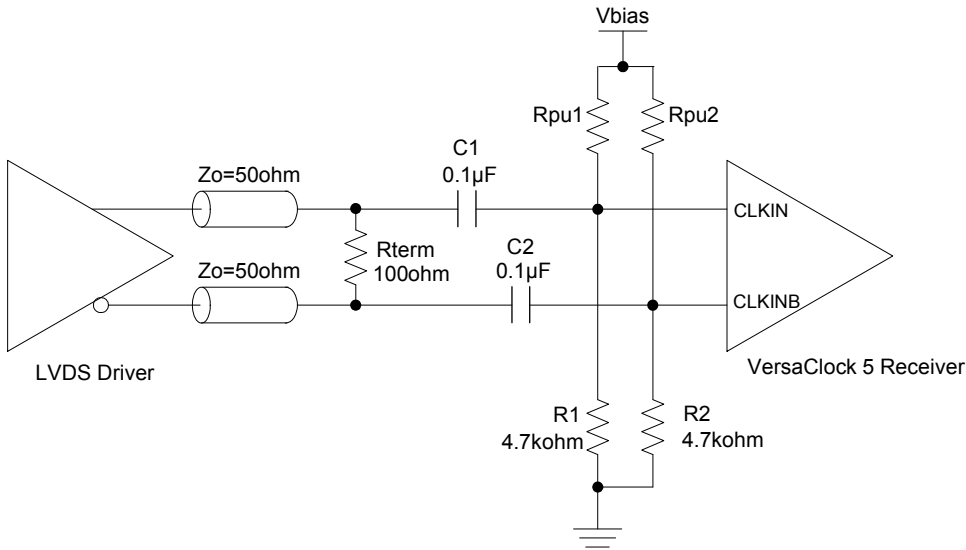 Vbias
Rpu1
Rpu2
C1
0.1µF
Zo=50ohm
CLKIN
Rterm
100ohm
C2
0.1µF
Zo=50ohm
CLKINB
LVDS Driver
VersaClock 5 Receiver
R1
4.7kohm
R2
4.7kohm